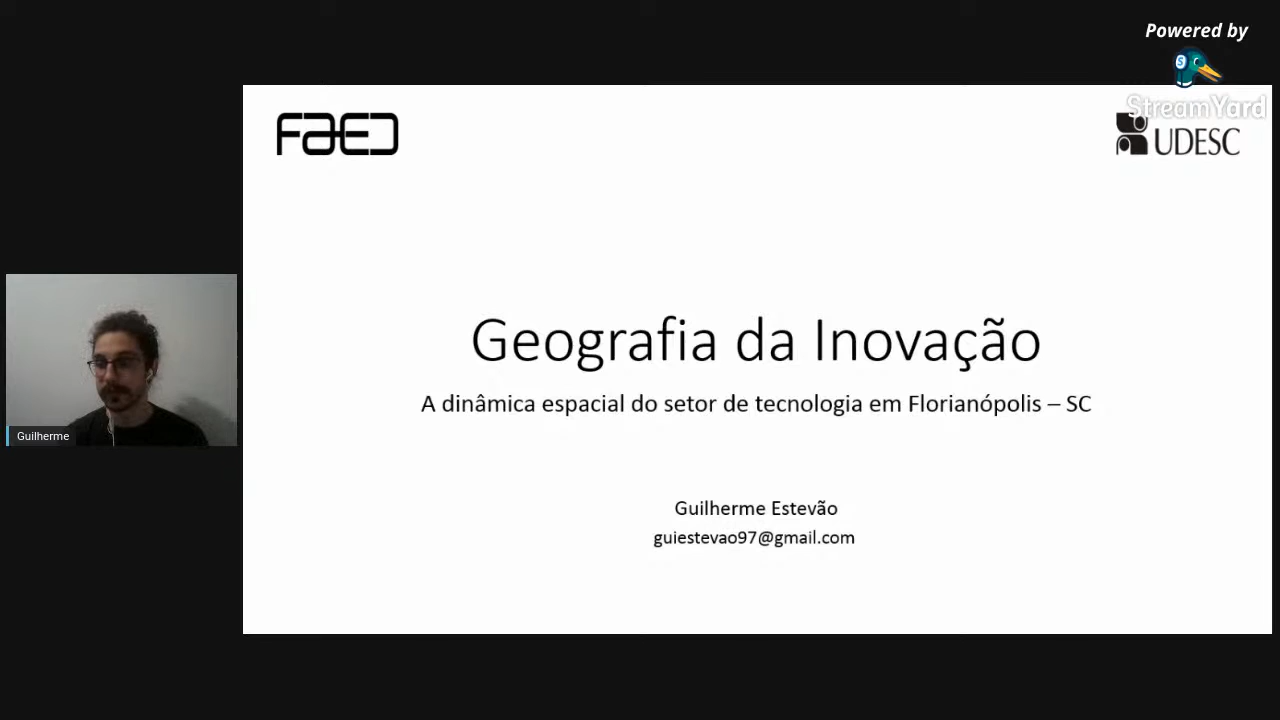 Powered by
StreamYard
FAED
UDESC
Geografia da Inovação
A dinâmica espacial do setor de tecnologia em Florianópolis – SC
Guilherme
Guilherme Estevão
guiestevao97@gmail.com